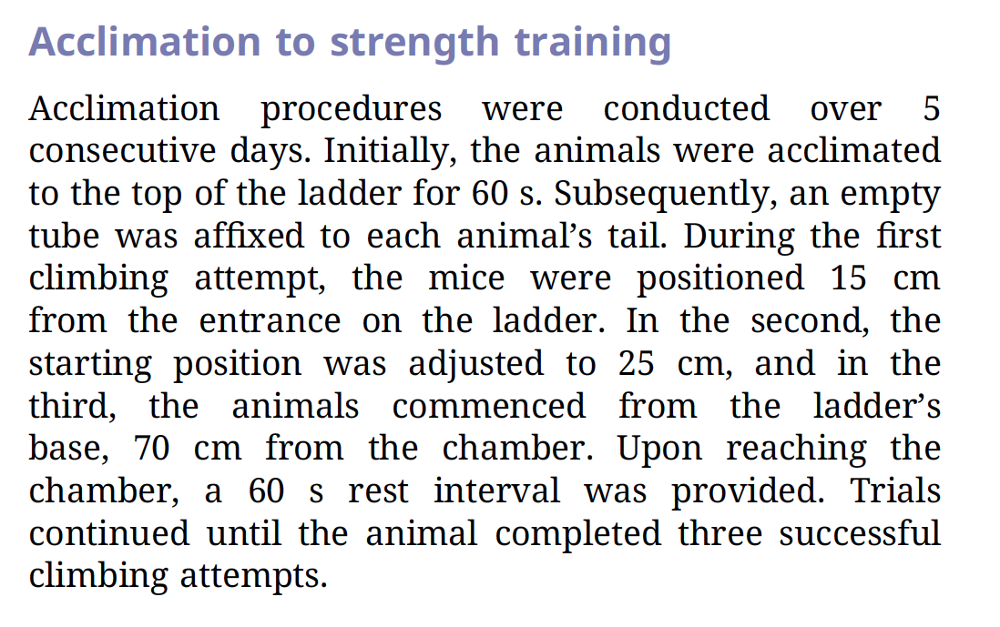 Acclimation to strength training
Acclimation procedures were conducted over 5
consecutive days. Initially, the animals were acclimated
to the top of the ladder for 60 s. Subsequently, an empty
tube was affixed to each animal’s tail. During the first
climbing attempt, the mice were positioned 15 cm
from the entrance on the ladder. In the second, the
starting position was adjusted to 25 cm, and in the
third, the animals commenced from the ladder’s
base, 70 cm from the chamber. Upon reaching the
chamber, a 60 s rest interval was provided. Trials
continued until the animal completed three successful
climbing attempts.